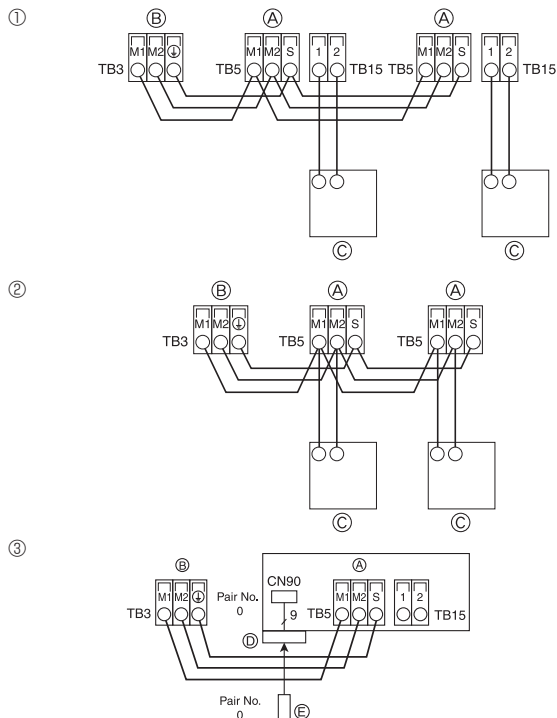 ①
Ⓑ Ⓐ Ⓐ
M1 M2 ⏚ M1 M2 S 1 2 M1 M2 S 1 2
TB3 TB5 TB15 TB5 TB15
Ⓒ Ⓒ
②
Ⓑ Ⓐ Ⓐ
M1 M2 ⏚ M1 M2 S M1 M2 S
TB3 TB5 TB5
Ⓒ Ⓒ
③
Ⓑ Ⓐ
CN90
Pair No.
0
M1 M2 ⏚ M1 M2 S 1 2
TB3 9 TB5 TB15
Ⓓ
Pair No.
0
Ⓔ